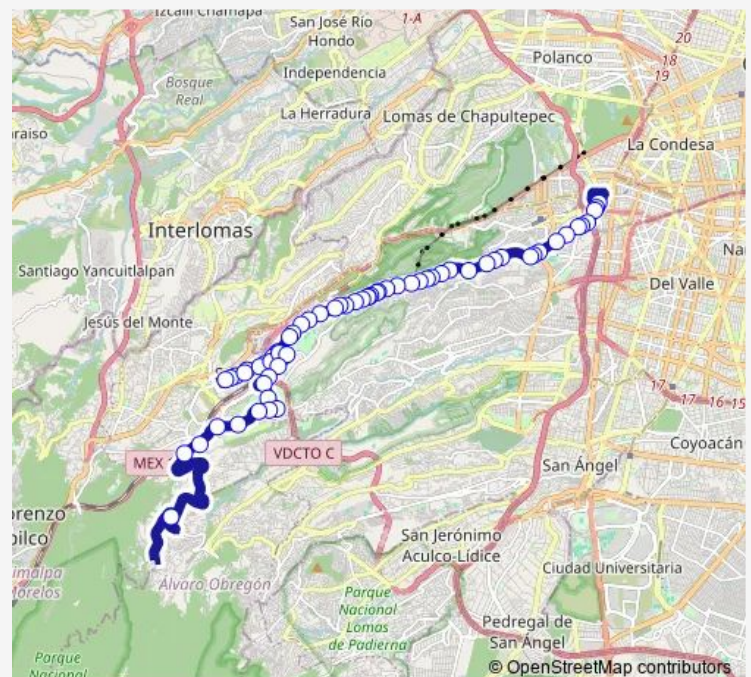 Izcalli Chamapa
San José Río
Hondo
1-A
20
Polanco
18
19
Independencia
Bosque
Real
La Herradura
Lomas de Chapultepec
araiso
La Condesa
Interlomas
Na
Santiago Yancuitlalpan
Del Valle
Jesús del Monte
17
17 16 15
Coyoacán
MEX
VDCTO C
San Ángel
orenzo
pilco
San Jerónimo
Aculco-Lídice
Ciudad Universitaria
imalpa
Morelos
Álvaro Obregón
Parque
Nacional
Lomas
de Padierna
Pedregal de
San Ángel
Parque
Nacional
© OpenStreetMap contributors